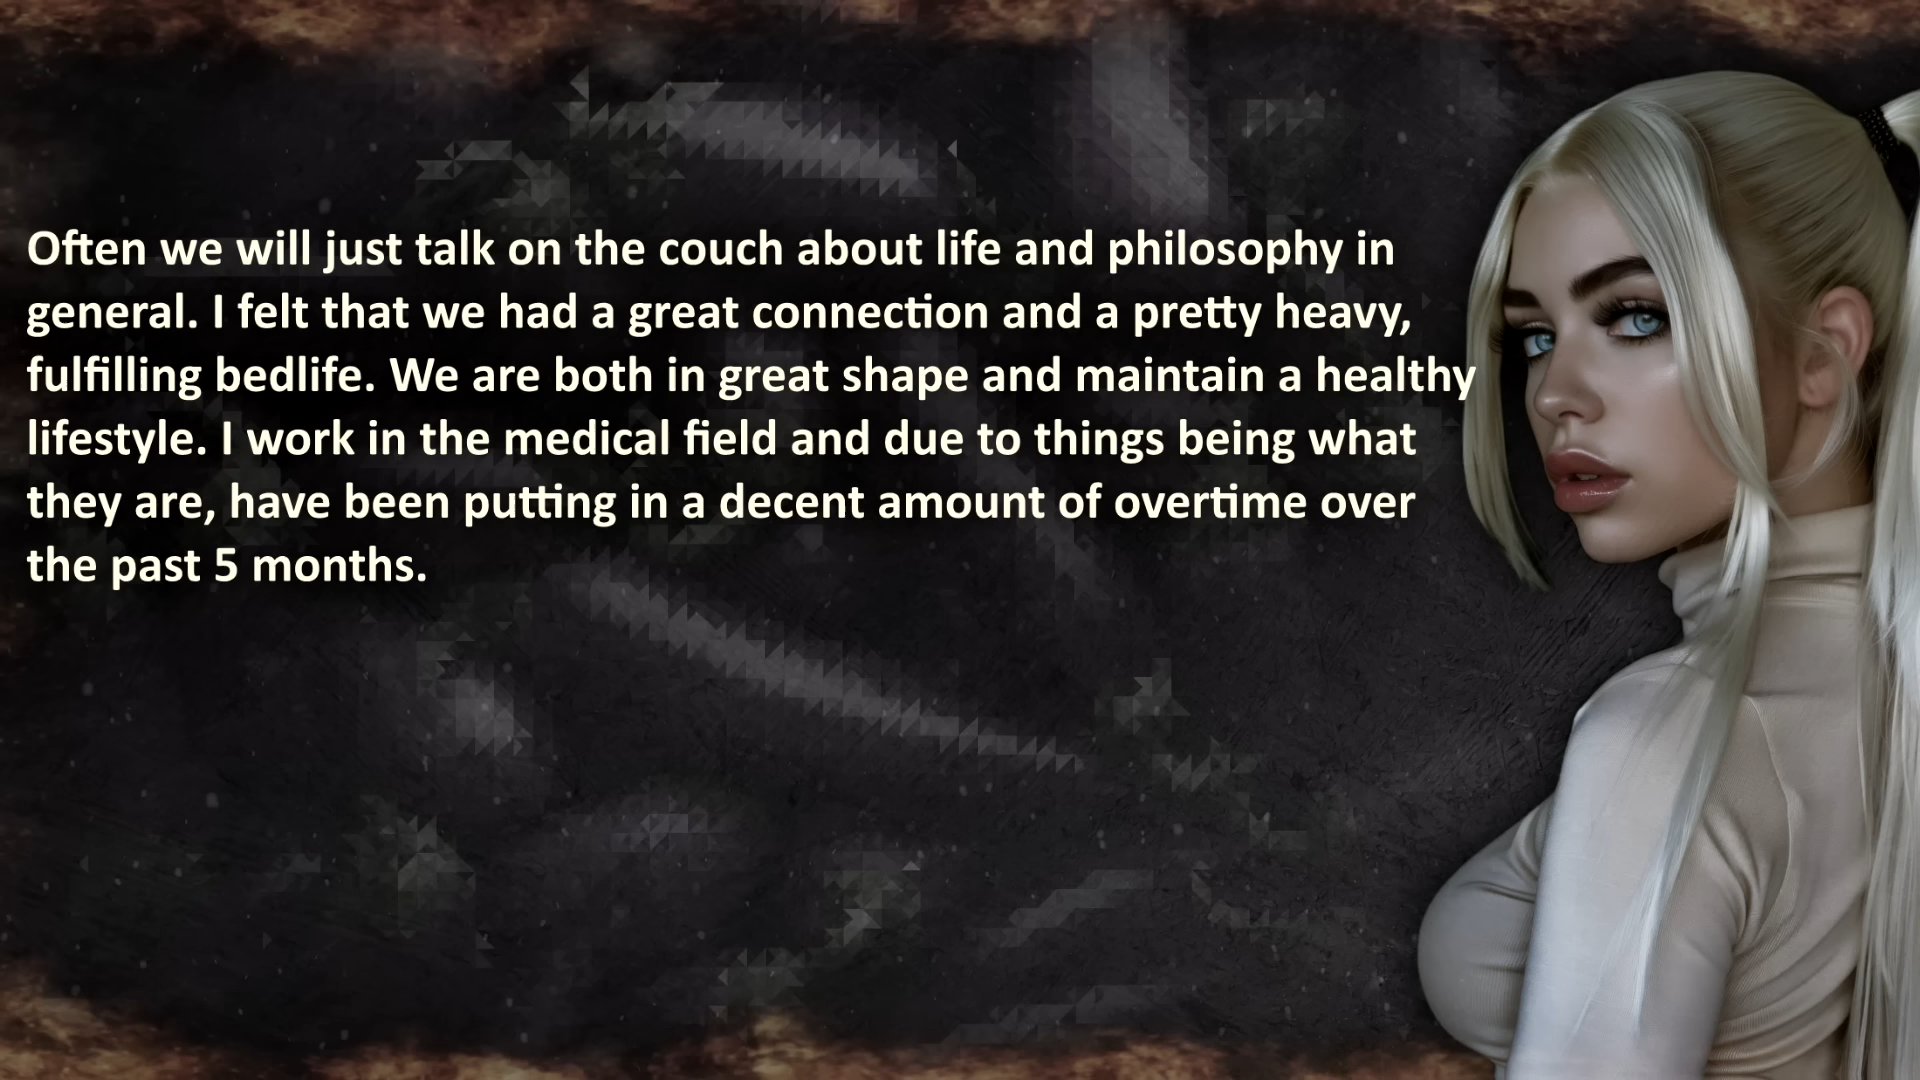 Often we will just talk on the couch about life and philosophy in
general. I felt that we had a great connection and a pretty heavy,
fulfilling bedlife. We are both in great shape and maintain a healthy
lifestyle. I work in the medical field and due to things being what
they are, have been putting in a decent amount of overtime over
the past 5 months.